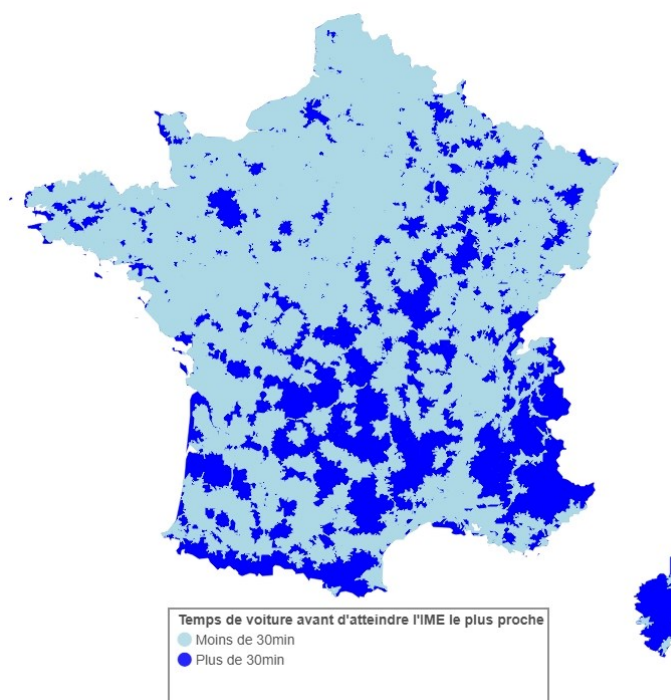 Temps de voiture avant d'atteindre l'IME le plus proche
Moins de 30min
Plus de 30min